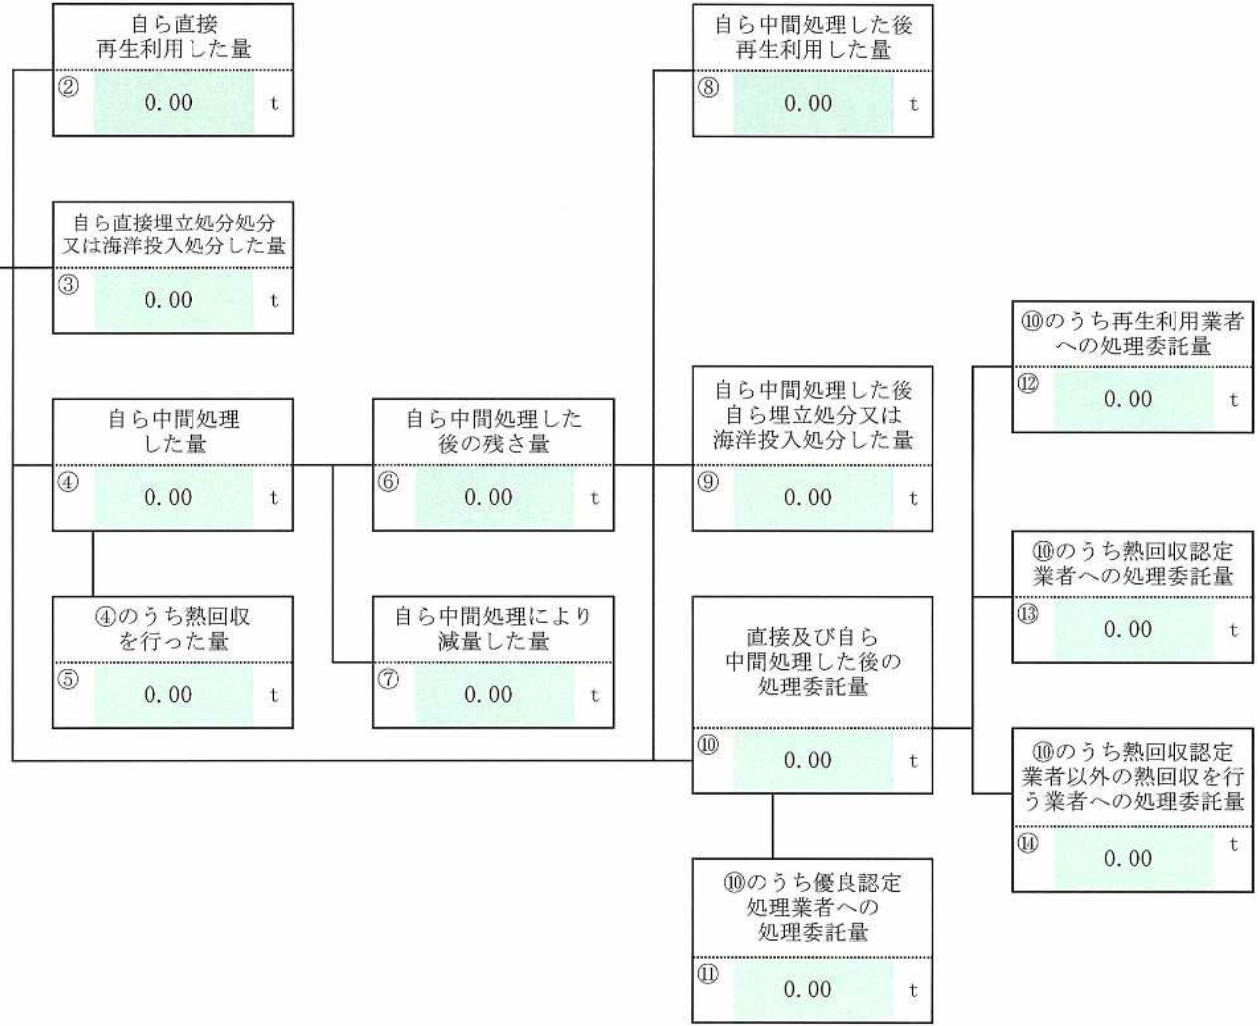 自ら直接
再生利用した量
② 0.00 t
自ら直接埋立処分処分
又は海洋投入処分した量
③ 0.00 t
自ら中間処理
した量
④ 0.00 t
④のうち熱回収
を行った量
⑤ 0.00 t
自ら中間処理した
後の残さ量
⑥ 0.00 t
自ら中間処理により
減量した量
⑦ 0.00 t
自ら中間処理した後
再生利用した量
⑧ 0.00 t
自ら中間処理した後
自ら埋立処分又は
海洋投入処分した量
⑨ 0.00 t
直接及び自ら
中間処理した後の
処理委託量
⑩ 0.00 t
⑩のうち優良認定
処理業者への
処理委託量
⑪ 0.00 t
⑩のうち再生利用業者
への処理委託量
⑫ 0.00 t
⑩のうち熱回収認定
業者への処理委託量
⑬ 0.00 t
⑩のうち熱回収認定
業者以外の熱回収を行
う業者への処理委託量
⑭ 0.00 t